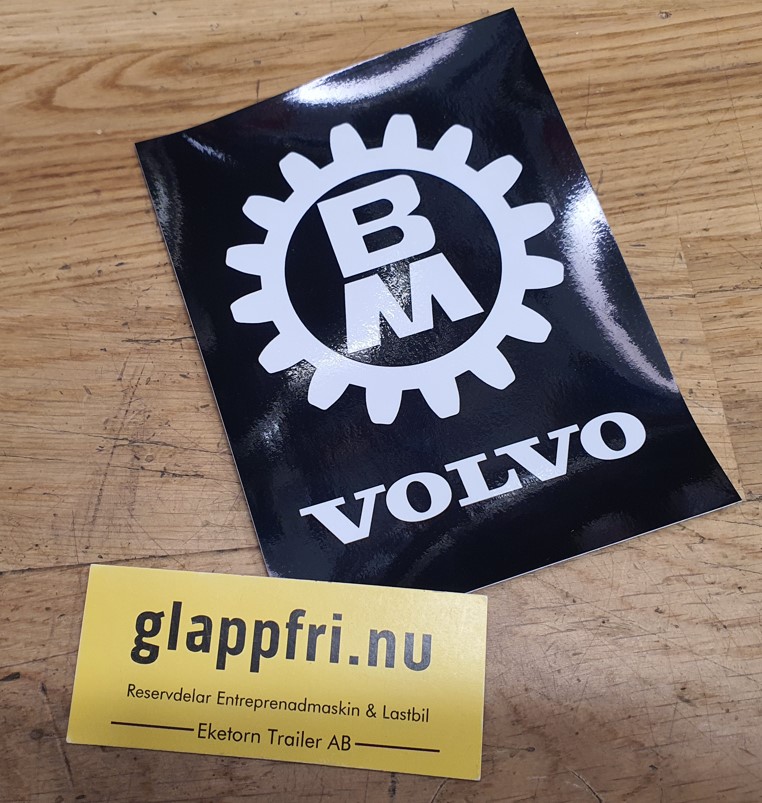 B
M
VOLVO
glappfri.nu
Reservdelar Entreprenadmaskin & Lastbil
Eketorn Trailer AB